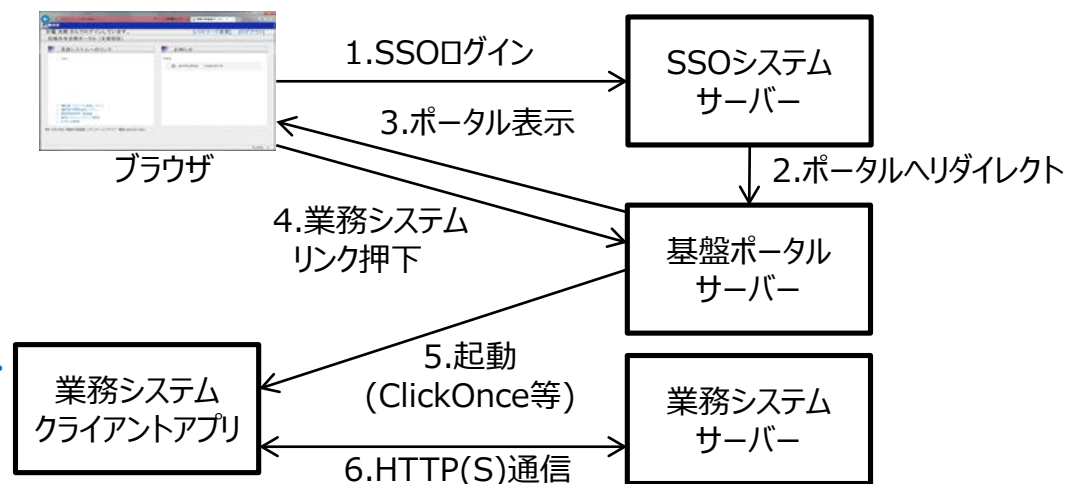 1.SSOログイン
SSOシステム
サーバー
3.ポータル表示
ブラウザ
2.ポータルへリダイレクト
4.業務システム
リンク押下
基盤ポータル
サーバー
5.起動
(ClickOnce等)
業務システム
クライアントアプリ
業務システム
サーバー
6.HTTP(S)通信